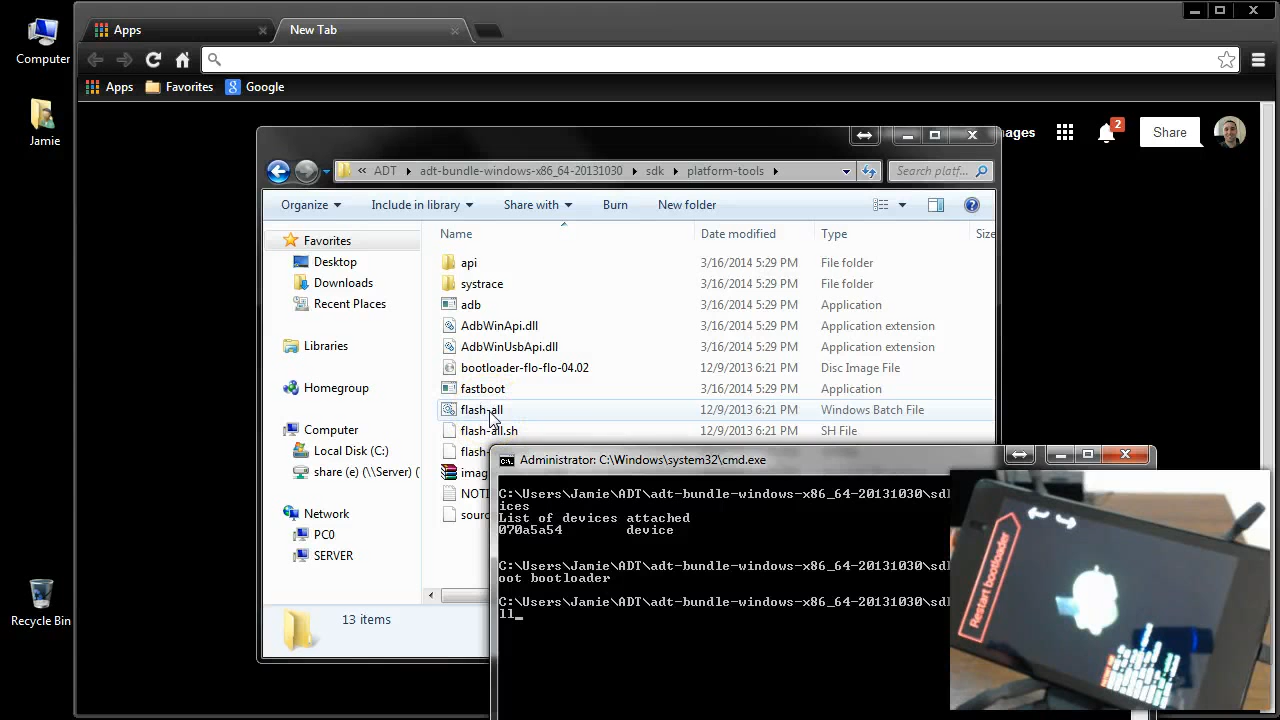 Computer
Jamie
Recycle Bin
Apps
New Tab
Apps
Favorites
Google
ages
2
Share
« ADT adt-bundle-windows-x86_64-20131030 sdk platform-tools
Search platf...
Organize
Include in library
Share with
Burn
New folder
Name
Date modified
Type
Size
Favorites
Desktop
Downloads
Recent Places
Libraries
Homegroup
Computer
Local Disk (C:)
share (e) (\\Server) (
Network
PC0
SERVER
api 3/16/2014 5:29 PM File folder
systrace 3/16/2014 5:29 PM File folder
adb 3/16/2014 5:29 PM Application
AdbWinApi.dll 3/16/2014 5:29 PM Application extension
AdbWinUsbApi.dll 3/16/2014 5:29 PM Application extension
bootloader-flo-flo-04.02 12/9/2013 6:21 PM Disc Image File
fastboot 3/16/2014 5:29 PM Application
flash-all 12/9/2013 6:21 PM Windows Batch File
flash-all.sh 12/9/2013 6:21 PM SH File
flash-
imag
NOTI
sourc
13 items
Administrator: C:\Windows\system32\cmd.exe
C:\Users\Jamie\ADT\adt-bundle-windows-x86_64-20131030\sd
ices
List of devices attached
070a5a54 device
C:\Users\Jamie\ADT\adt-bundle-windows-x86_64-20131030\sd
oot bootloader
C:\Users\Jamie\ADT\adt-bundle-windows-x86_64-20131030\sd
ll_
Restart bootloader